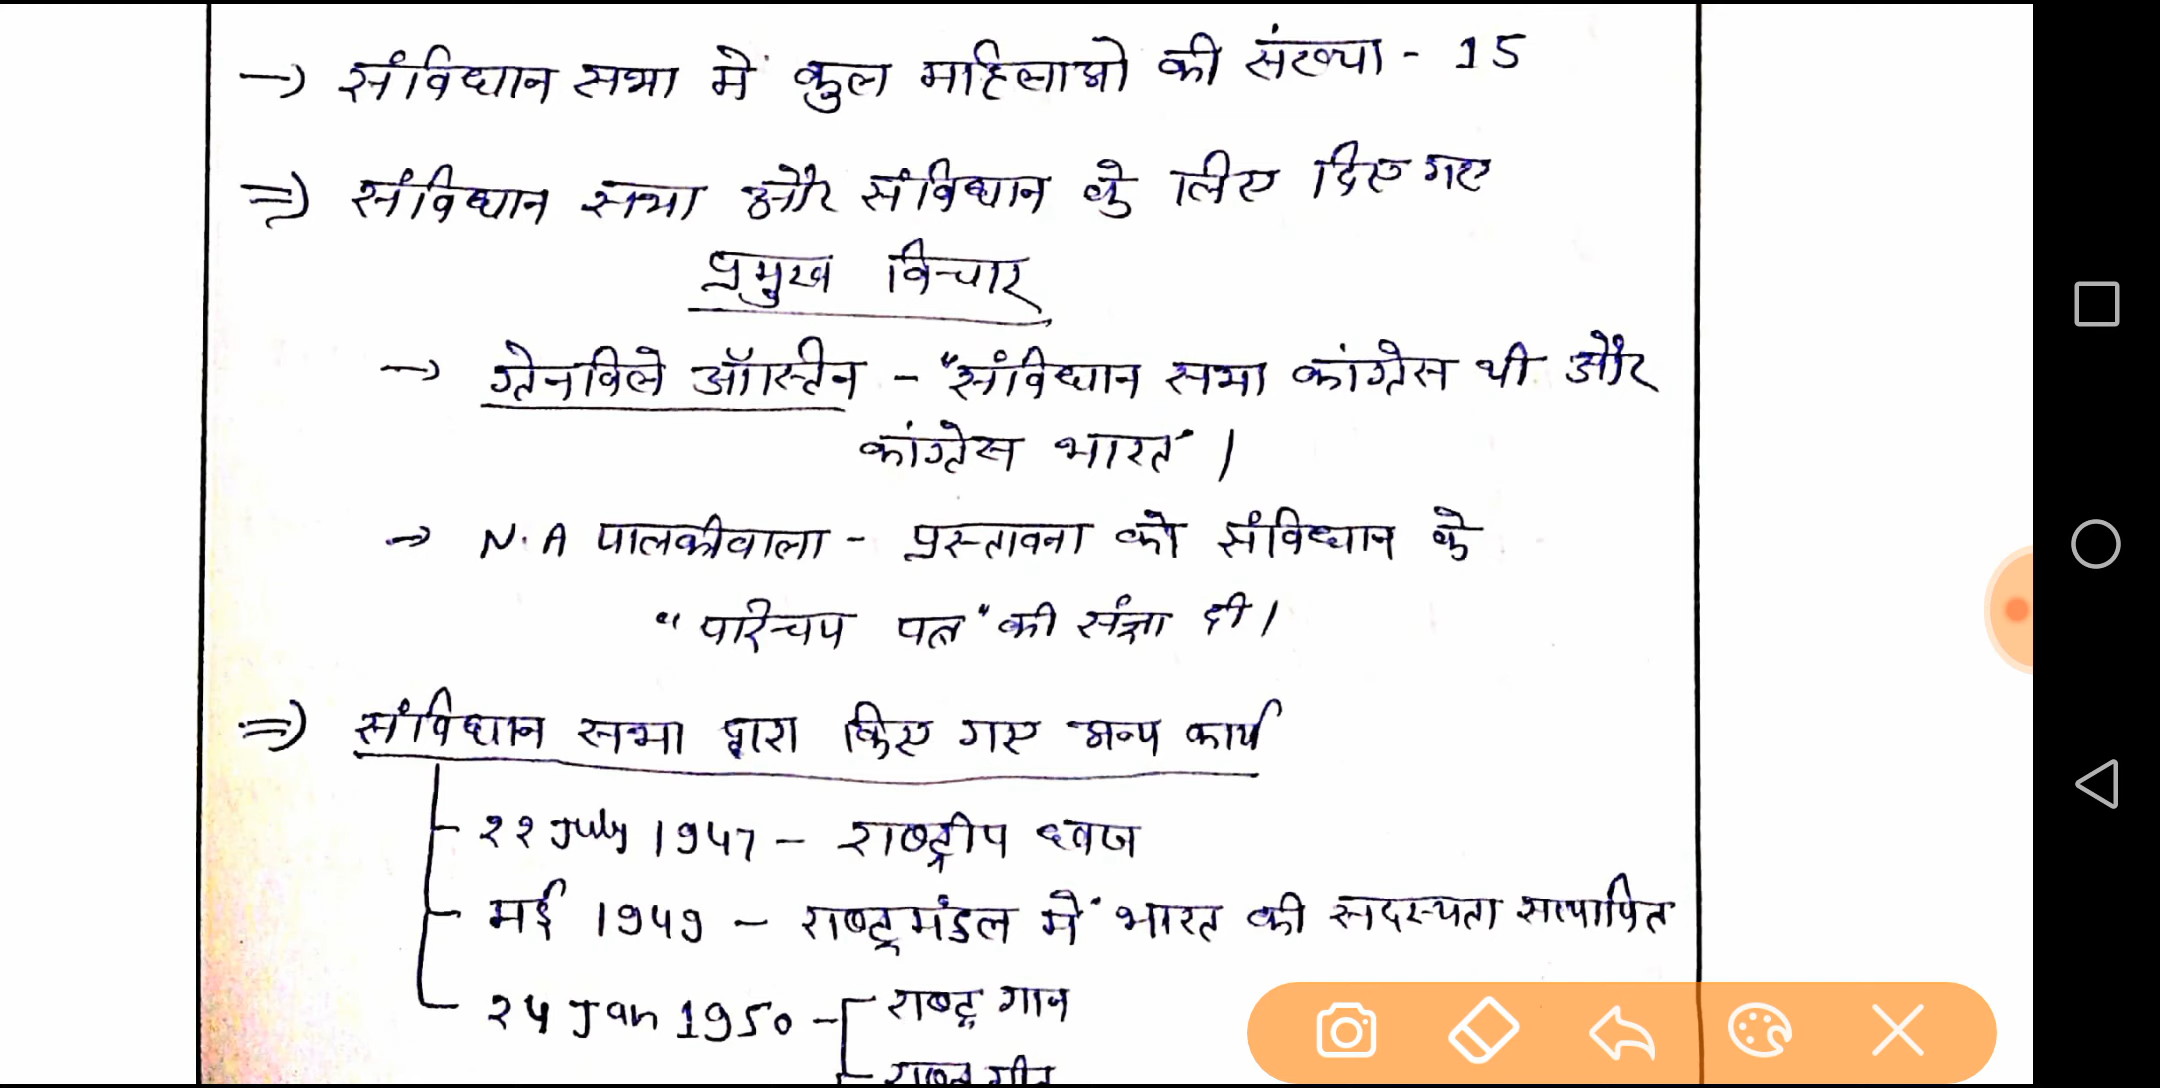 → संविधान सभा में कुल महिलाओ की संख्या - 15
⇒ संविधान सभा और संविधान के लिए दिए गए
प्रमुख विचार
→ ग्रेनविले ऑस्टीन - "संविधान सभा कांग्रेस थी और
कांग्रेस भारत" ।
→ N.A पालकीवाला - प्रस्तावना को संविधान के
"परिचय पत्र" की संज्ञा दी।
⇒ संविधान सभा द्वारा किए गए अन्य कार्य
22 July 1947 - राष्ट्रीय ध्वज
मई 1949 - राष्ट्रमंडल में भारत की सदस्यता सत्यापित
24 Jan 1950 - राष्ट्र गान